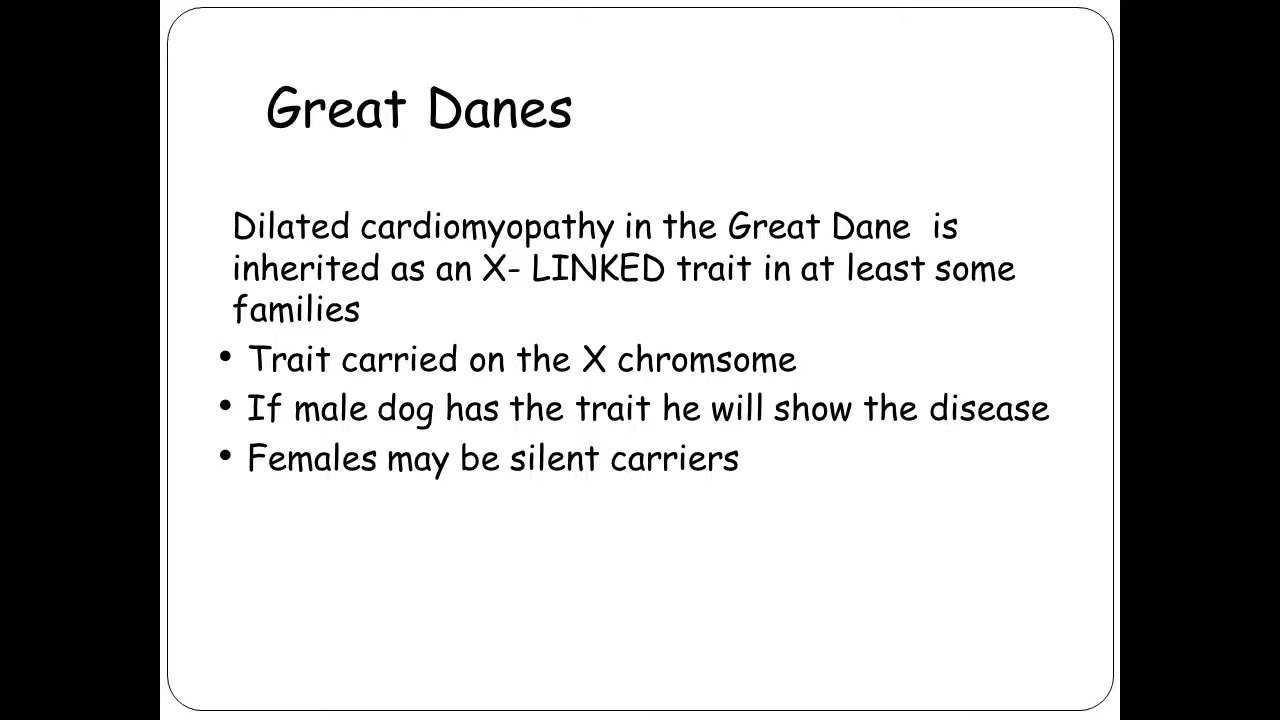 Great Danes
Dilated cardiomyopathy in the Great Dane  is
inherited as an X- LINKED trait in at least some
families
• Trait carried on the X chromsome
• If male dog has the trait he will show the disease
• Females may be silent carriers